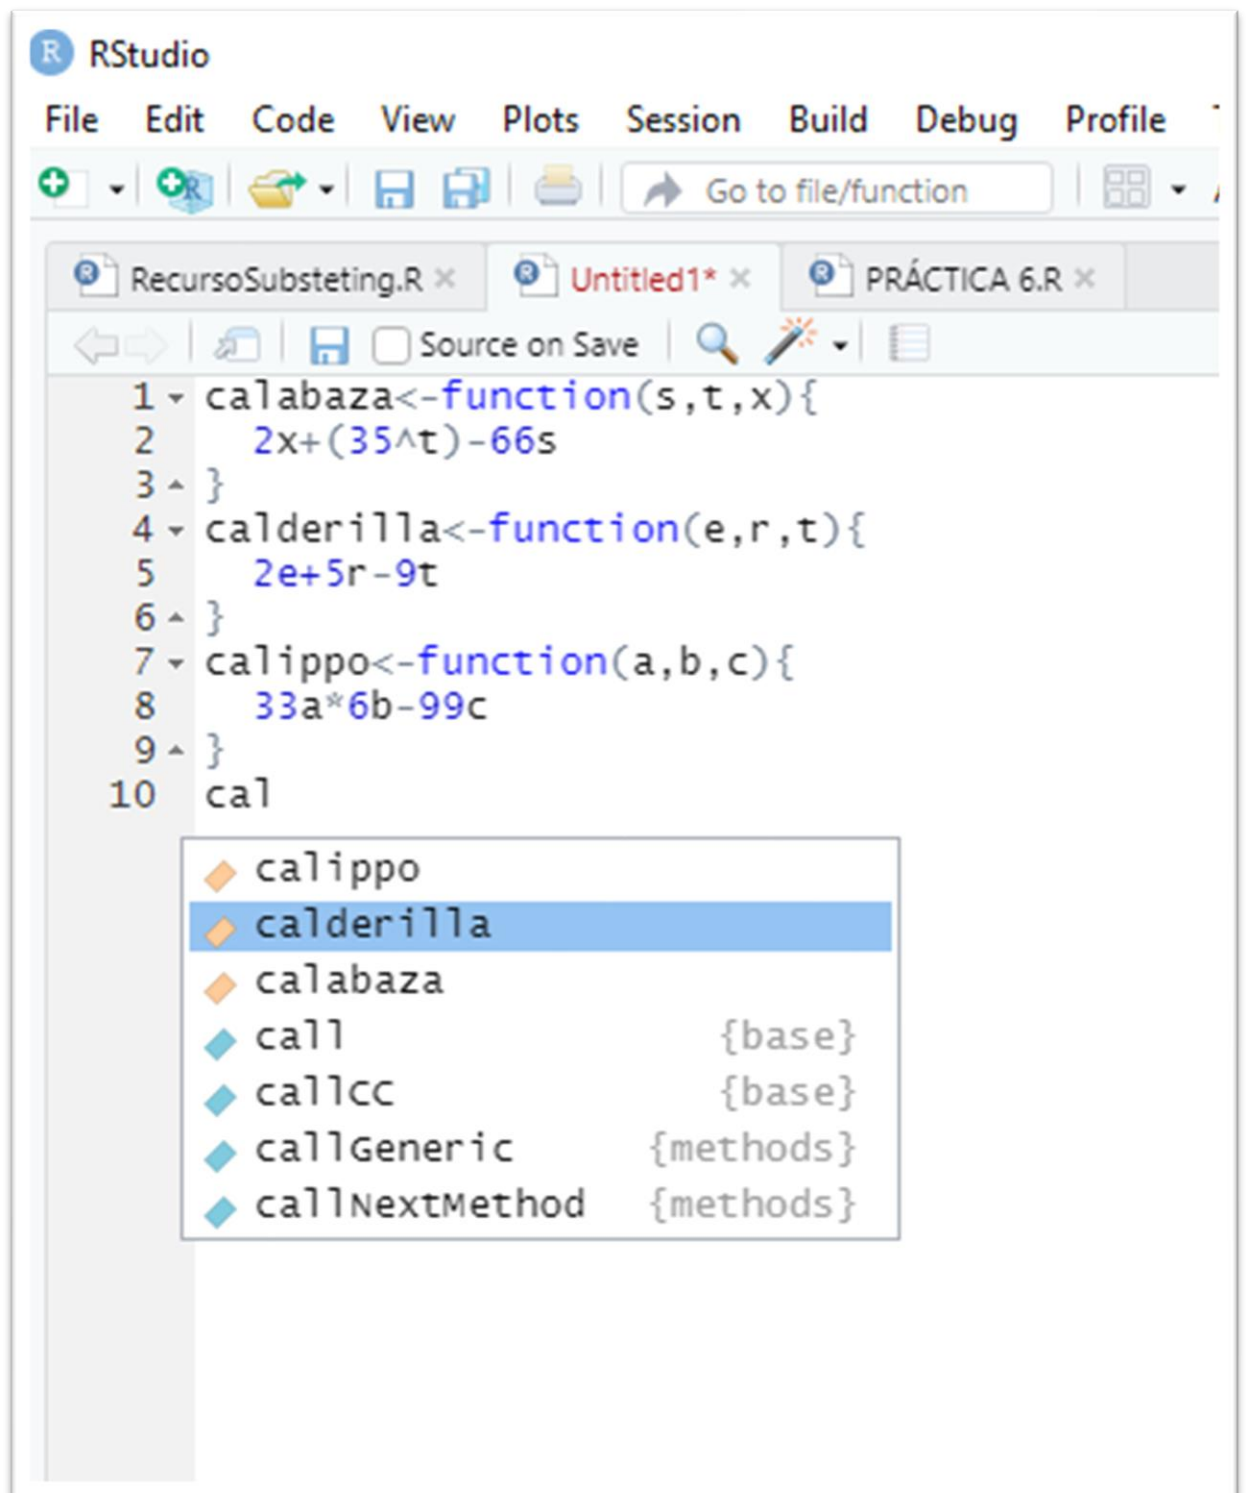 RStudio
File Edit Code View Plots Session Build Debug Profile
Go to file/function
RecursoSubsteting.R Untitled1* PRÁCTICA 6.R
Source on Save
1 calabaza<-function(s,t,x){
2 2x+(35^t)-66s
3 }
4 calderilla<-function(e,r,t){
5 2e+5r-9t
6 }
7 calippo<-function(a,b,c){
8 33a*6b-99c
9 }
10 cal
calippo
calderilla
calabaza
call {base}
callCC {base}
callGeneric {methods}
callNextMethod {methods}